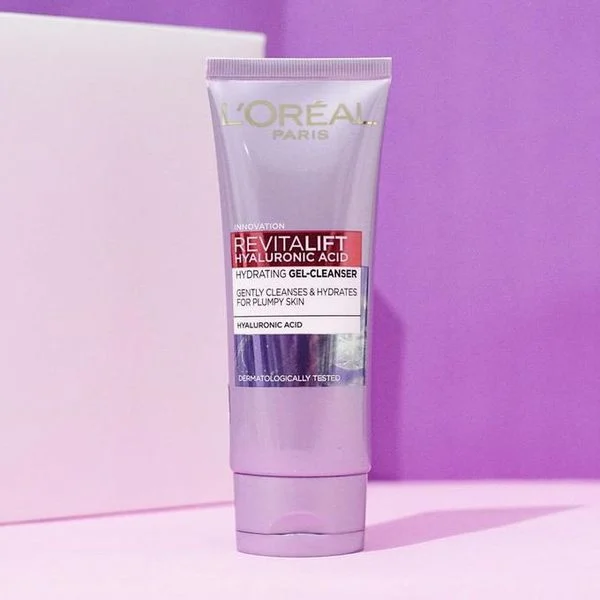 L'ORÉAL
PARIS
INNOVATION
REVITALIFT
HYALURONIC ACID
HYDRATING GEL-CLEANSER
GENTLY CLEANSES & HYDRATES
FOR PLUMPY SKIN
HYALURONIC ACID
DERMATOLOGICALLY TESTED